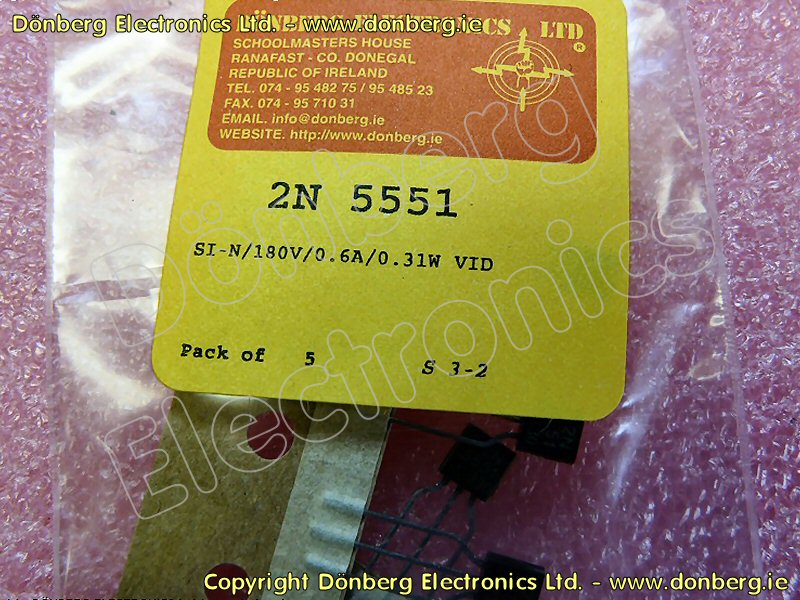 Dönberg Electronics Ltd. - www.donberg.ie
DÖNBERG ELECTRONICS LTD
®
SCHOOLMASTERS HOUSE
RANAFAST - CO. DONEGAL
REPUBLIC OF IRELAND
TEL. 074 - 95 482 75 / 95 485 23
FAX. 074 - 95 710 31
EMAIL. info@donberg.ie
WEBSITE. http://www.donberg.ie
2N 5551
SI-N/180V/0.6A/0.31W VID
Pack of 5 S 3-2
Dönberg
Electronics
Copyright Dönberg Electronics Ltd. - www.donberg.ie